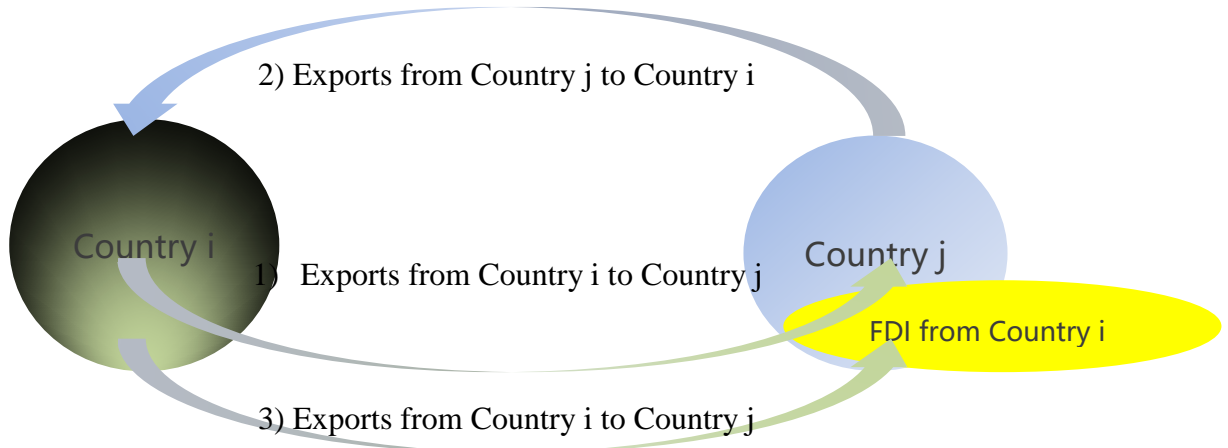 2) Exports from Country j to Country i
Country i
Country j
1) Exports from Country i to Country j
FDI from Country i
3) Exports from Country i to Country j